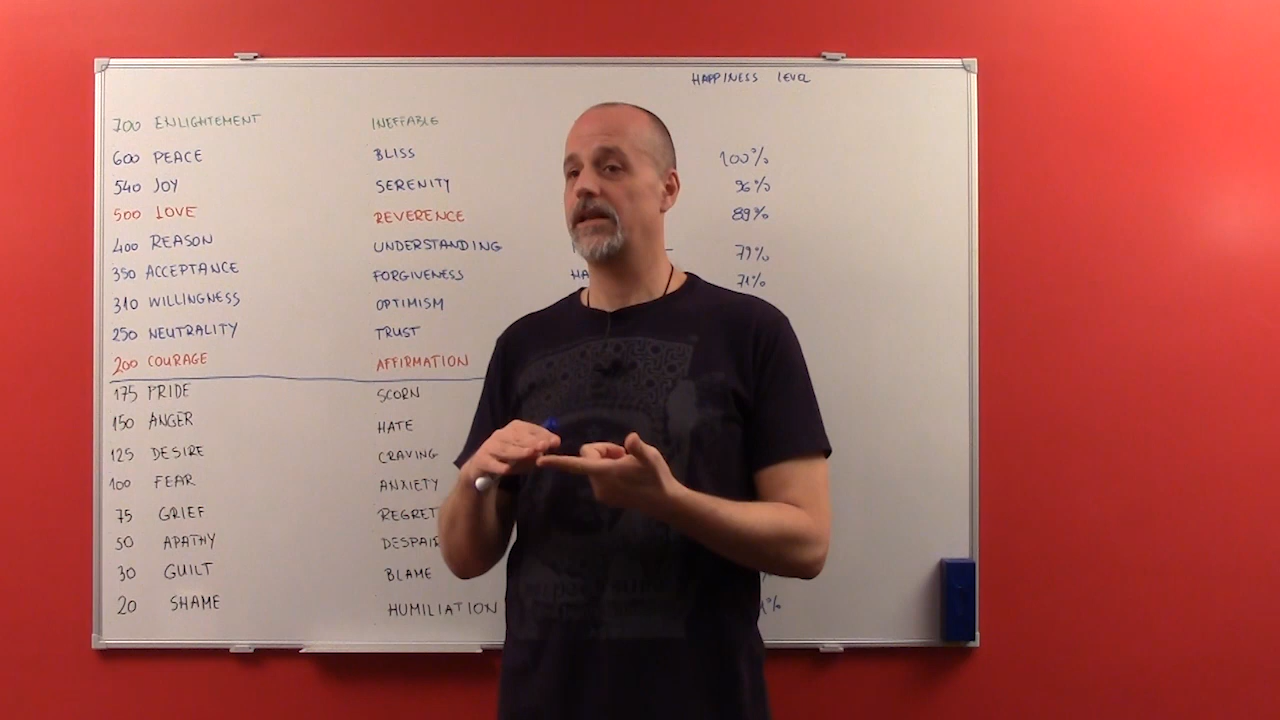 HAPPINESS LEVEL
700 ENLIGHTEMENT INEFFABLE
600 PEACE BLISS 100%
540 JOY SERENITY 96%
500 LOVE REVERENCE 89%
400 REASON UNDERSTANDING 79%
350 ACCEPTANCE FORGIVENESS HA 71%
310 WILLINGNESS OPTIMISM
250 NEUTRALITY TRUST
200 COURAGE AFFIRMATION
175 PRIDE SCORN
150 ANGER HATE
125 DESIRE CRAVING
100 FEAR ANXIETY
75 GRIEF REGRET
50 APATHY DESPAIR
30 GUILT BLAME
20 SHAME HUMILIATION 1%